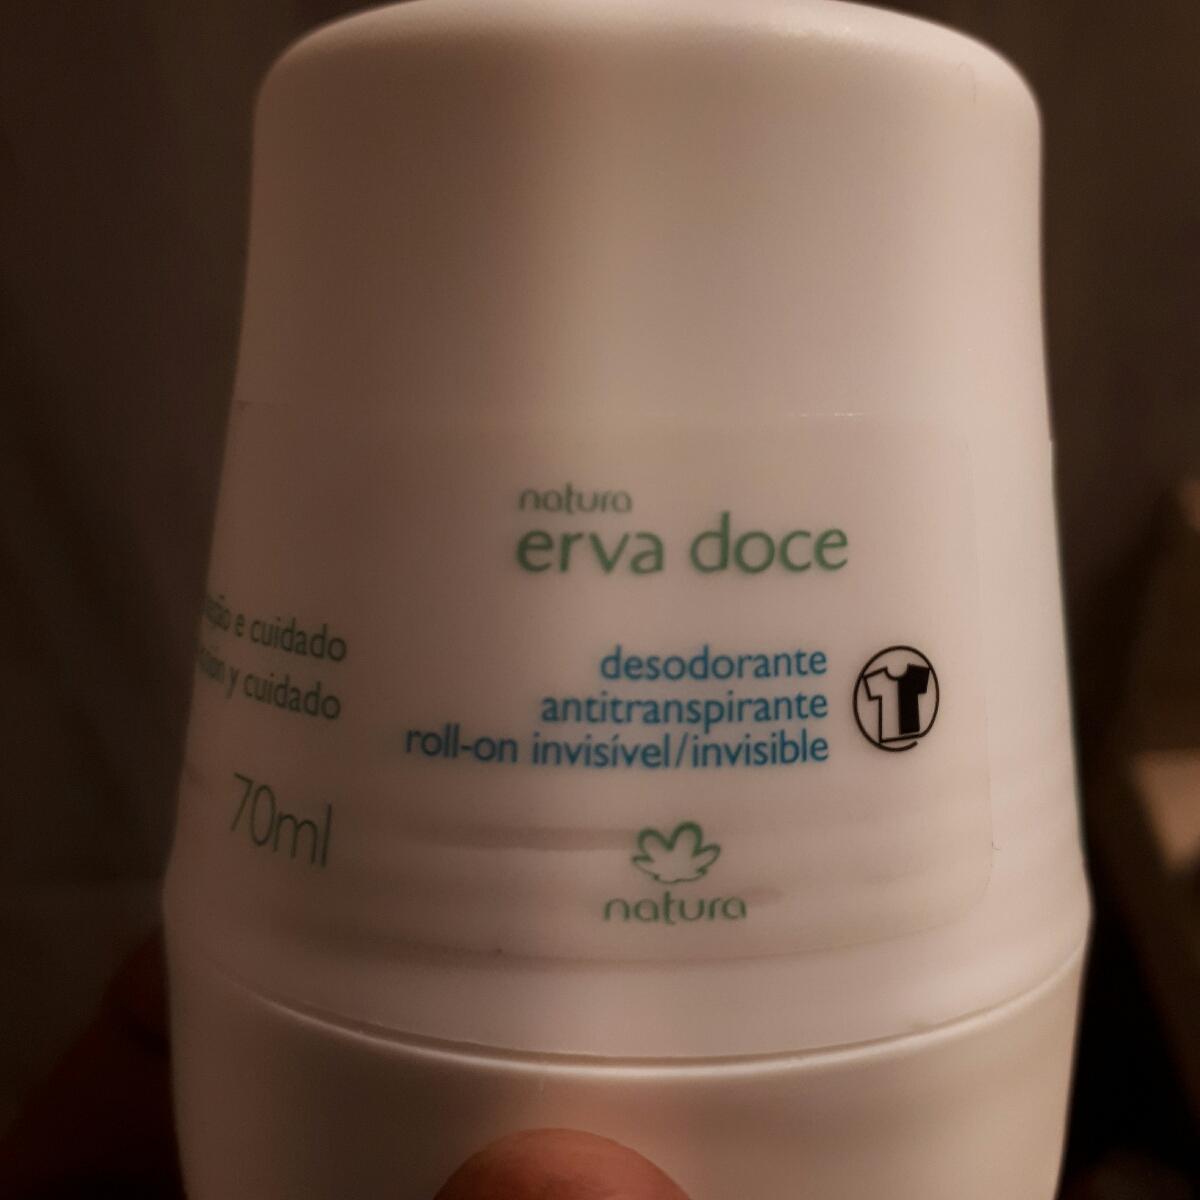 natura
erva doce
e cuidado
y cuidado
desodorante
antitranspirante
roll-on invisível/invisible
70ml
natura